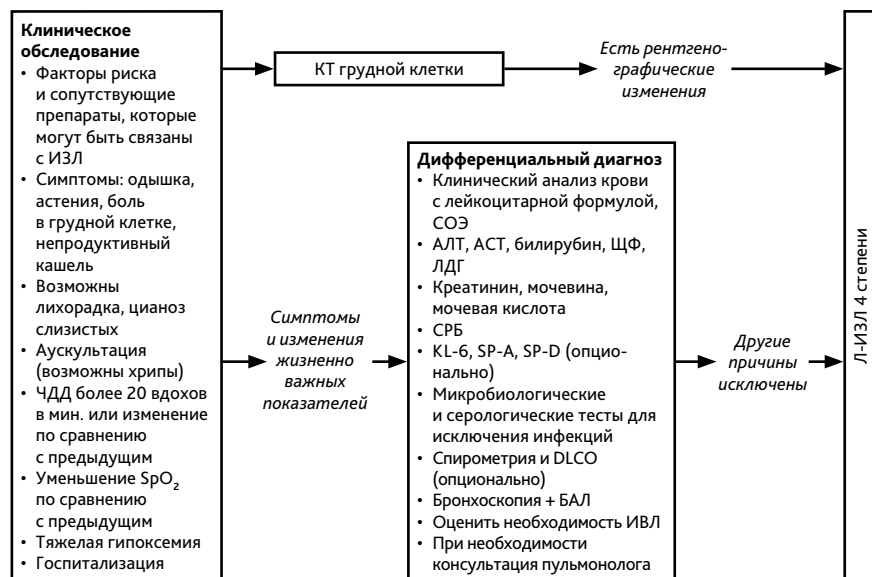 Клиническое
обследование
• Факторы риска
и сопутствующие
препараты, которые
могут быть связаны
с ИЗЛ
• Симптомы: одышка,
астения, боль
в грудной клетке,
непродуктивный
кашель
• Возможны
лихорадка, цианоз
слизистых
• Аускультация
(возможны хрипы)
• ЧДД более 20 вдохов
в мин. или изменение
по сравнению
с предыдущим
• Уменьшение SpO₂
по сравнению
с предыдущим
• Тяжелая гипоксемия
• Госпитализация
КТ грудной клетки
Есть рентгено-
графические
изменения
Симптомы
и изменения
жизненно
важных
показателей
Дифференциальный диагноз
• Клинический анализ крови
с лейкоцитарной формулой,
СОЭ
• АЛТ, АСТ, билирубин, ЩФ,
ЛДГ
• Креатинин, мочевина,
мочевая кислота
• СРБ
• KL-6, SP-A, SP-D (опцио-
нально)
• Микробиологические
и серологические тесты для
исключения инфекций
• Спирометрия и DLCO
(опционально)
• Бронхоскопия + БАЛ
• Оценить необходимость ИВЛ
• При необходимости
консультация пульмонолога
Другие
причины
исключены
Л-ИЗЛ 4 степени